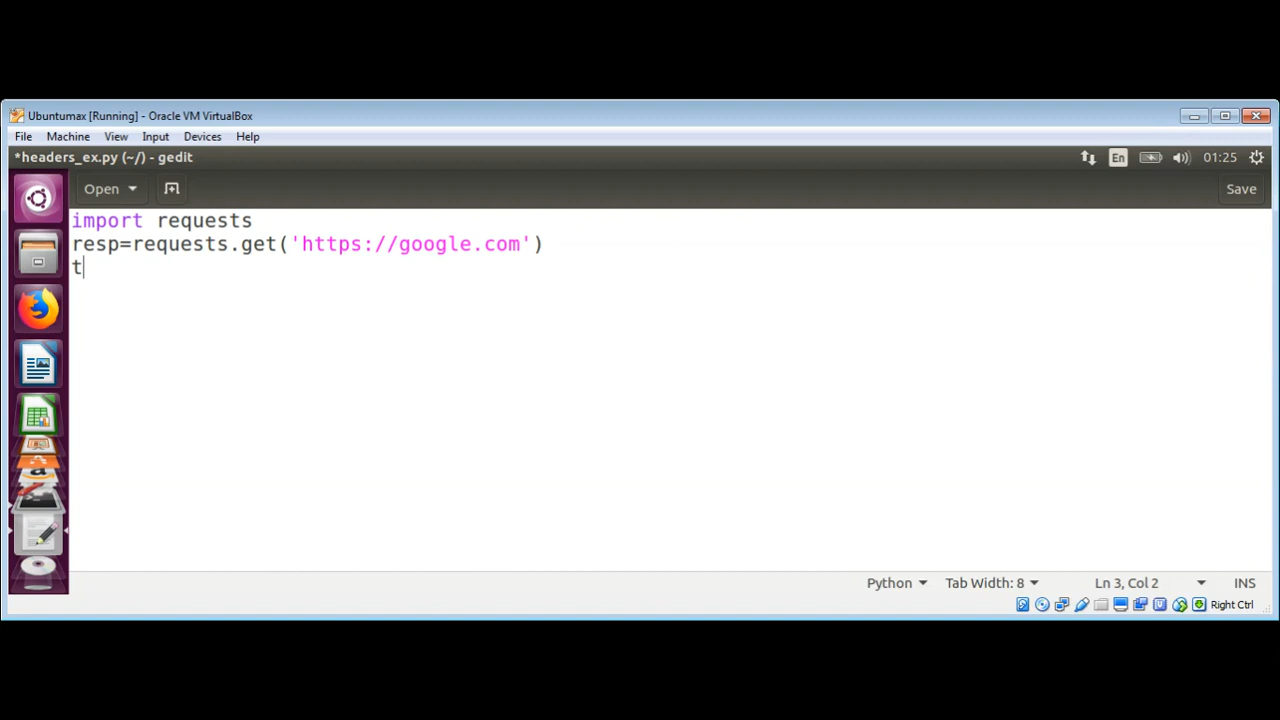 Ubuntumax [Running] - Oracle VM VirtualBox
File Machine View Input Devices Help
*headers_ex.py (~/) - gedit En 01:25
Open Save
import requests
resp=requests.get('https://google.com')
t
Python Tab Width: 8 Ln 3, Col 2 INS
Right Ctrl